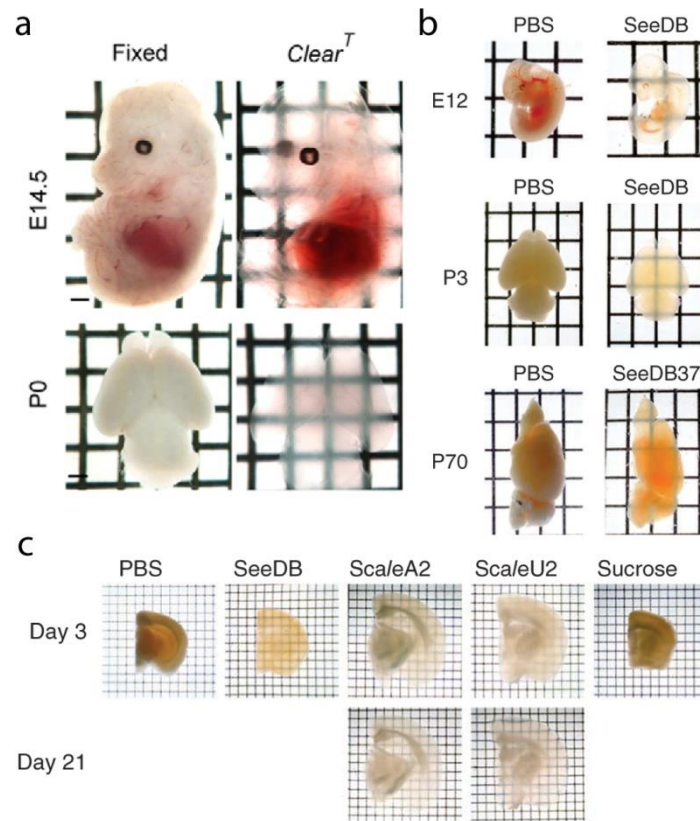 a
Fixed
Clear^T
E14.5
P0
b
PBS
SeeDB
E12
PBS
SeeDB
P3
PBS
SeeDB37
P70
c
PBS
SeeDB
ScaleA2
ScaleU2
Sucrose
Day 3
Day 21